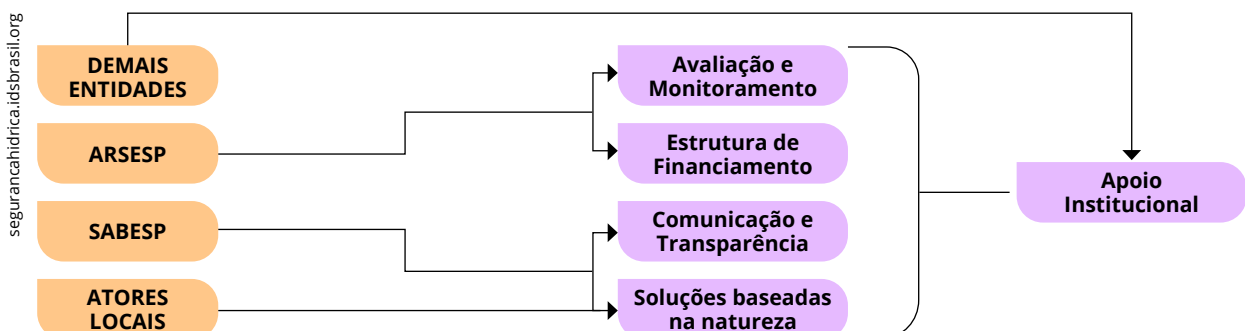 segurancahidrica.idsbrasil.org
DEMAIS
ENTIDADES
ARSESP
SABESP
ATORES
LOCAIS
Avaliação e
Monitoramento
Estrutura de
Financiamento
Comunicação e
Transparência
Soluções baseadas
na natureza
Apoio
Institucional